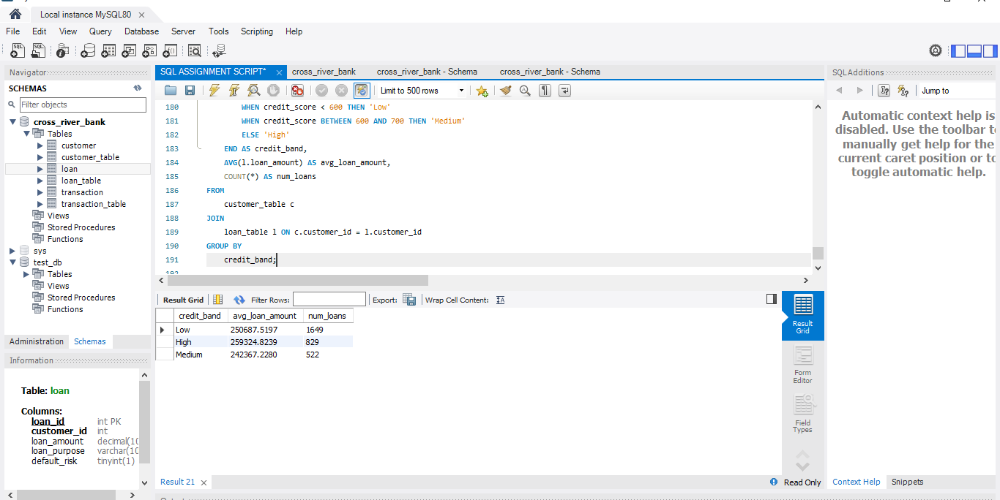 Local instance MySQL80
File Edit View Query Database Server Tools Scripting Help
Navigator
SCHEMAS
Filter objects
cross_river_bank
Tables
customer
customer_table
loan
loan_table
transaction
transaction_table
Views
Stored Procedures
Functions
sys
test_db
Tables
Views
Stored Procedures
Functions
Administration Schemas
Information
Table: loan
Columns:
loan_id int PK
customer_id int
loan_amount decimal(10
loan_purpose varchar(10
default_risk tinyint(1)
SQL ASSIGNMENT SCRIPT* cross_river_bank cross_river_bank - Schema cross_river_bank - Schema
Limit to 500 rows
180 WHEN credit_score < 600 THEN 'Low'
181 WHEN credit_score BETWEEN 600 AND 700 THEN 'Medium'
182 ELSE 'High'
183 END AS credit_band,
184 AVG(l.loan_amount) AS avg_loan_amount,
185 COUNT(*) AS num_loans
186 FROM
187 customer_table c
188 JOIN
189 loan_table l ON c.customer_id = l.customer_id
190 GROUP BY
191 credit_band;
192
Result Grid Filter Rows: Export: Wrap Cell Content:
credit_band avg_loan_amount num_loans
Low 250687.5197 1649
High 259324.8239 829
Medium 242367.2280 522
Result
Grid
Form
Editor
Field
Types
Result 21
Read Only
SQLAdditions
Jump to
Automatic context help is
disabled. Use the toolbar to
manually get help for the
current caret position or to
toggle automatic help.
Context Help Snippets